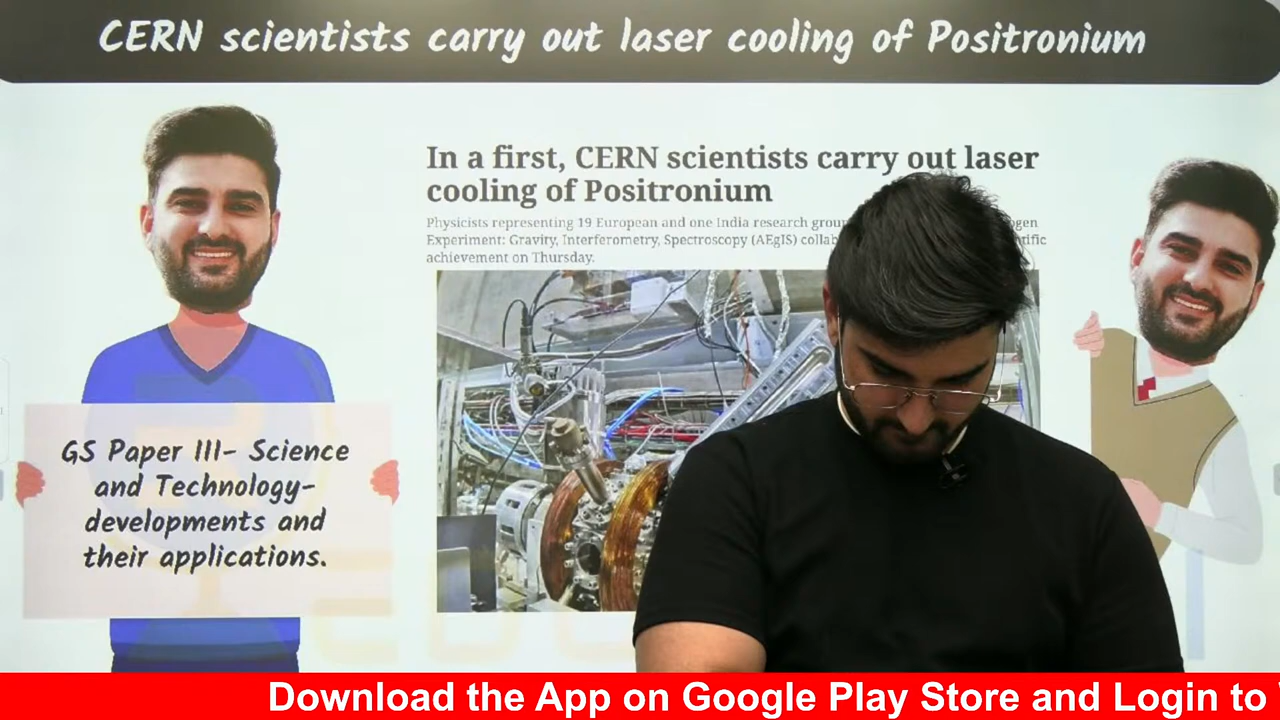 CERN scientists carry out laser cooling of Positronium
In a first, CERN scientists carry out laser
cooling of Positronium
Physicists representing 19 European and one India research
Experiment: Gravity, Interferometry, Spectroscopy (AEgIS)
achievement on Thursday.
GS Paper III- Science
and Technology-
developments and
their applications.
Download the App on Google Play Store and Login to